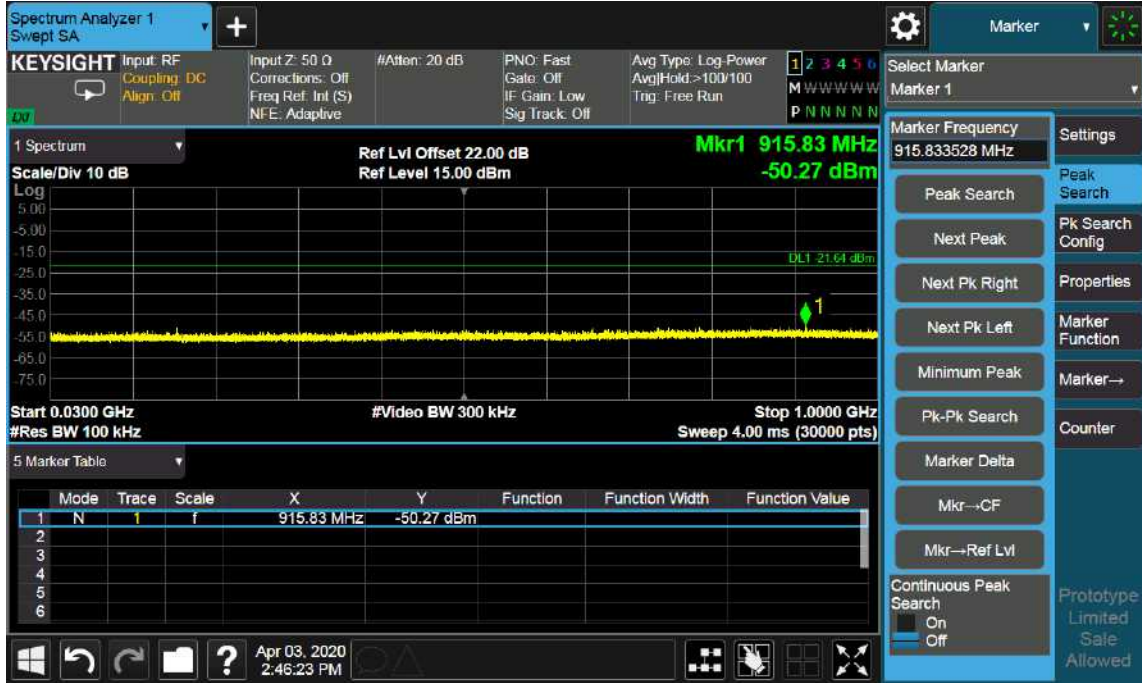 Spectrum Analyzer 1
Swept SA
+
Marker
KEYSIGHT
Input: RF
Coupling: DC
Align: Off
Input Z: 50 Ω
Corrections: Off
Freq Ref: Int (S)
NFE: Adaptive
#Atten: 20 dB
PNO: Fast
Gate: Off
IF Gain: Low
Sig Track: Off
Avg Type: Log-Power
Avg|Hold:>100/100
Trig: Free Run
1 2 3 4 5 6
M W W W W W
P N N N N N
Select Marker
Marker 1
1 Spectrum
Scale/Div 10 dB
Ref Lvl Offset 22.00 dB
Ref Level 15.00 dBm
Mkr1 915.83 MHz
-50.27 dBm
Log
5.00
-5.00
-15.0
-25.0
-35.0
-45.0
-55.0
-65.0
-75.0
DL1 -21.64 dBm
1
Start 0.0300 GHz
#Res BW 100 kHz
#Video BW 300 kHz
Stop 1.0000 GHz
Sweep 4.00 ms (30000 pts)
5 Marker Table
Mode Trace Scale X Y Function Function Width Function Value
1 N 1 f 915.83 MHz -50.27 dBm
2
3
4
5
6
Marker Frequency
915.833528 MHz
Peak Search
Next Peak
Next Pk Right
Next Pk Left
Minimum Peak
Pk-Pk Search
Marker Delta
Mkr→CF
Mkr→Ref Lvl
Continuous Peak
Search
On
Off
Settings
Peak
Search
Pk Search
Config
Properties
Marker
Function
Marker→
Counter
Prototype
Limited
Sale
Allowed
?
Apr 03, 2020
2:46:23 PM